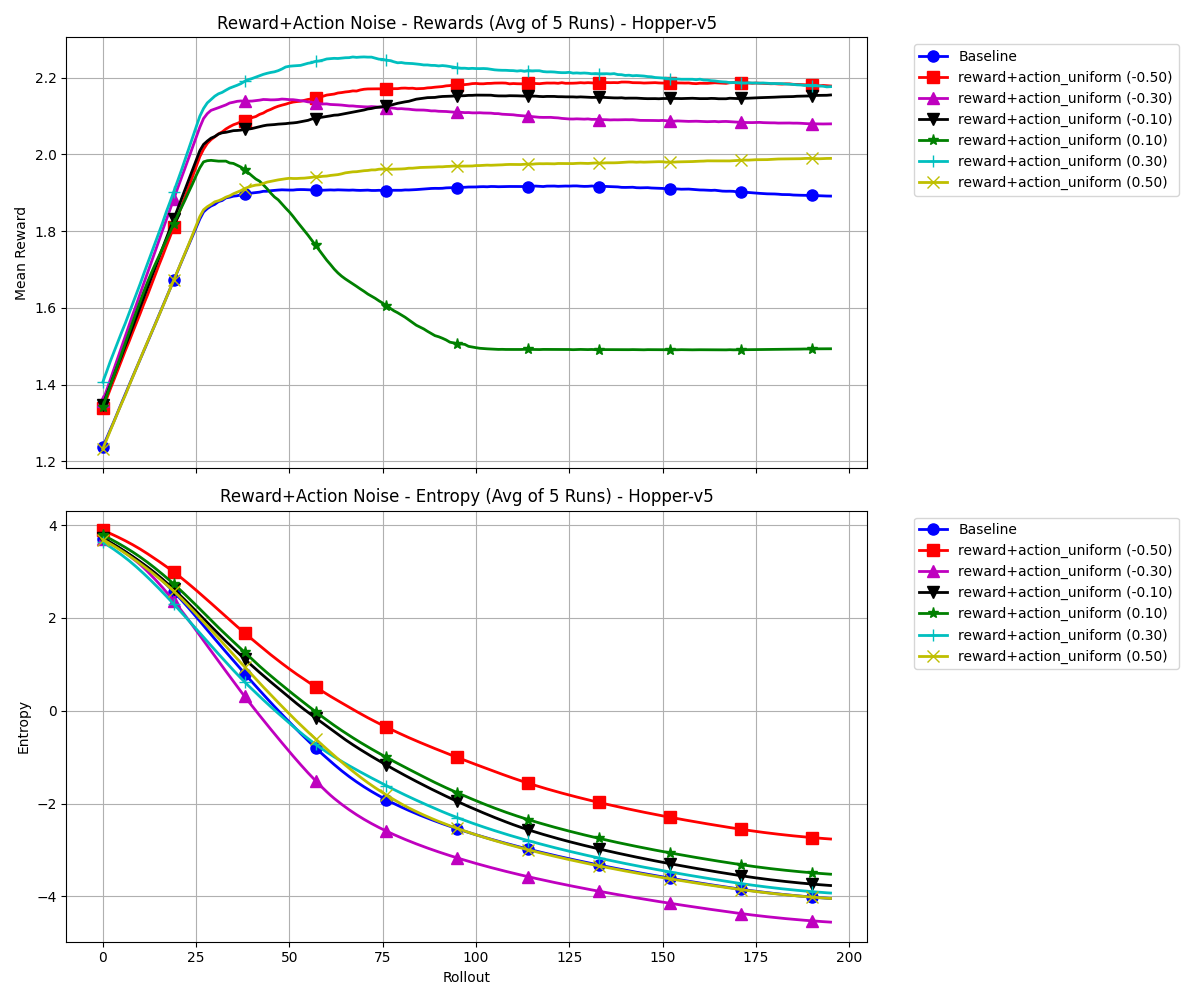 Reward+Action Noise - Rewards (Avg of 5 Runs) - Hopper-v5
Mean Reward
2.2
2.0
1.8
1.6
1.4
1.2
Baseline
reward+action_uniform (-0.50)
reward+action_uniform (-0.30)
reward+action_uniform (-0.10)
reward+action_uniform (0.10)
reward+action_uniform (0.30)
reward+action_uniform (0.50)
Reward+Action Noise - Entropy (Avg of 5 Runs) - Hopper-v5
Entropy
4
2
0
−2
−4
0 25 50 75 100 125 150 175 200
Rollout
Baseline
reward+action_uniform (-0.50)
reward+action_uniform (-0.30)
reward+action_uniform (-0.10)
reward+action_uniform (0.10)
reward+action_uniform (0.30)
reward+action_uniform (0.50)